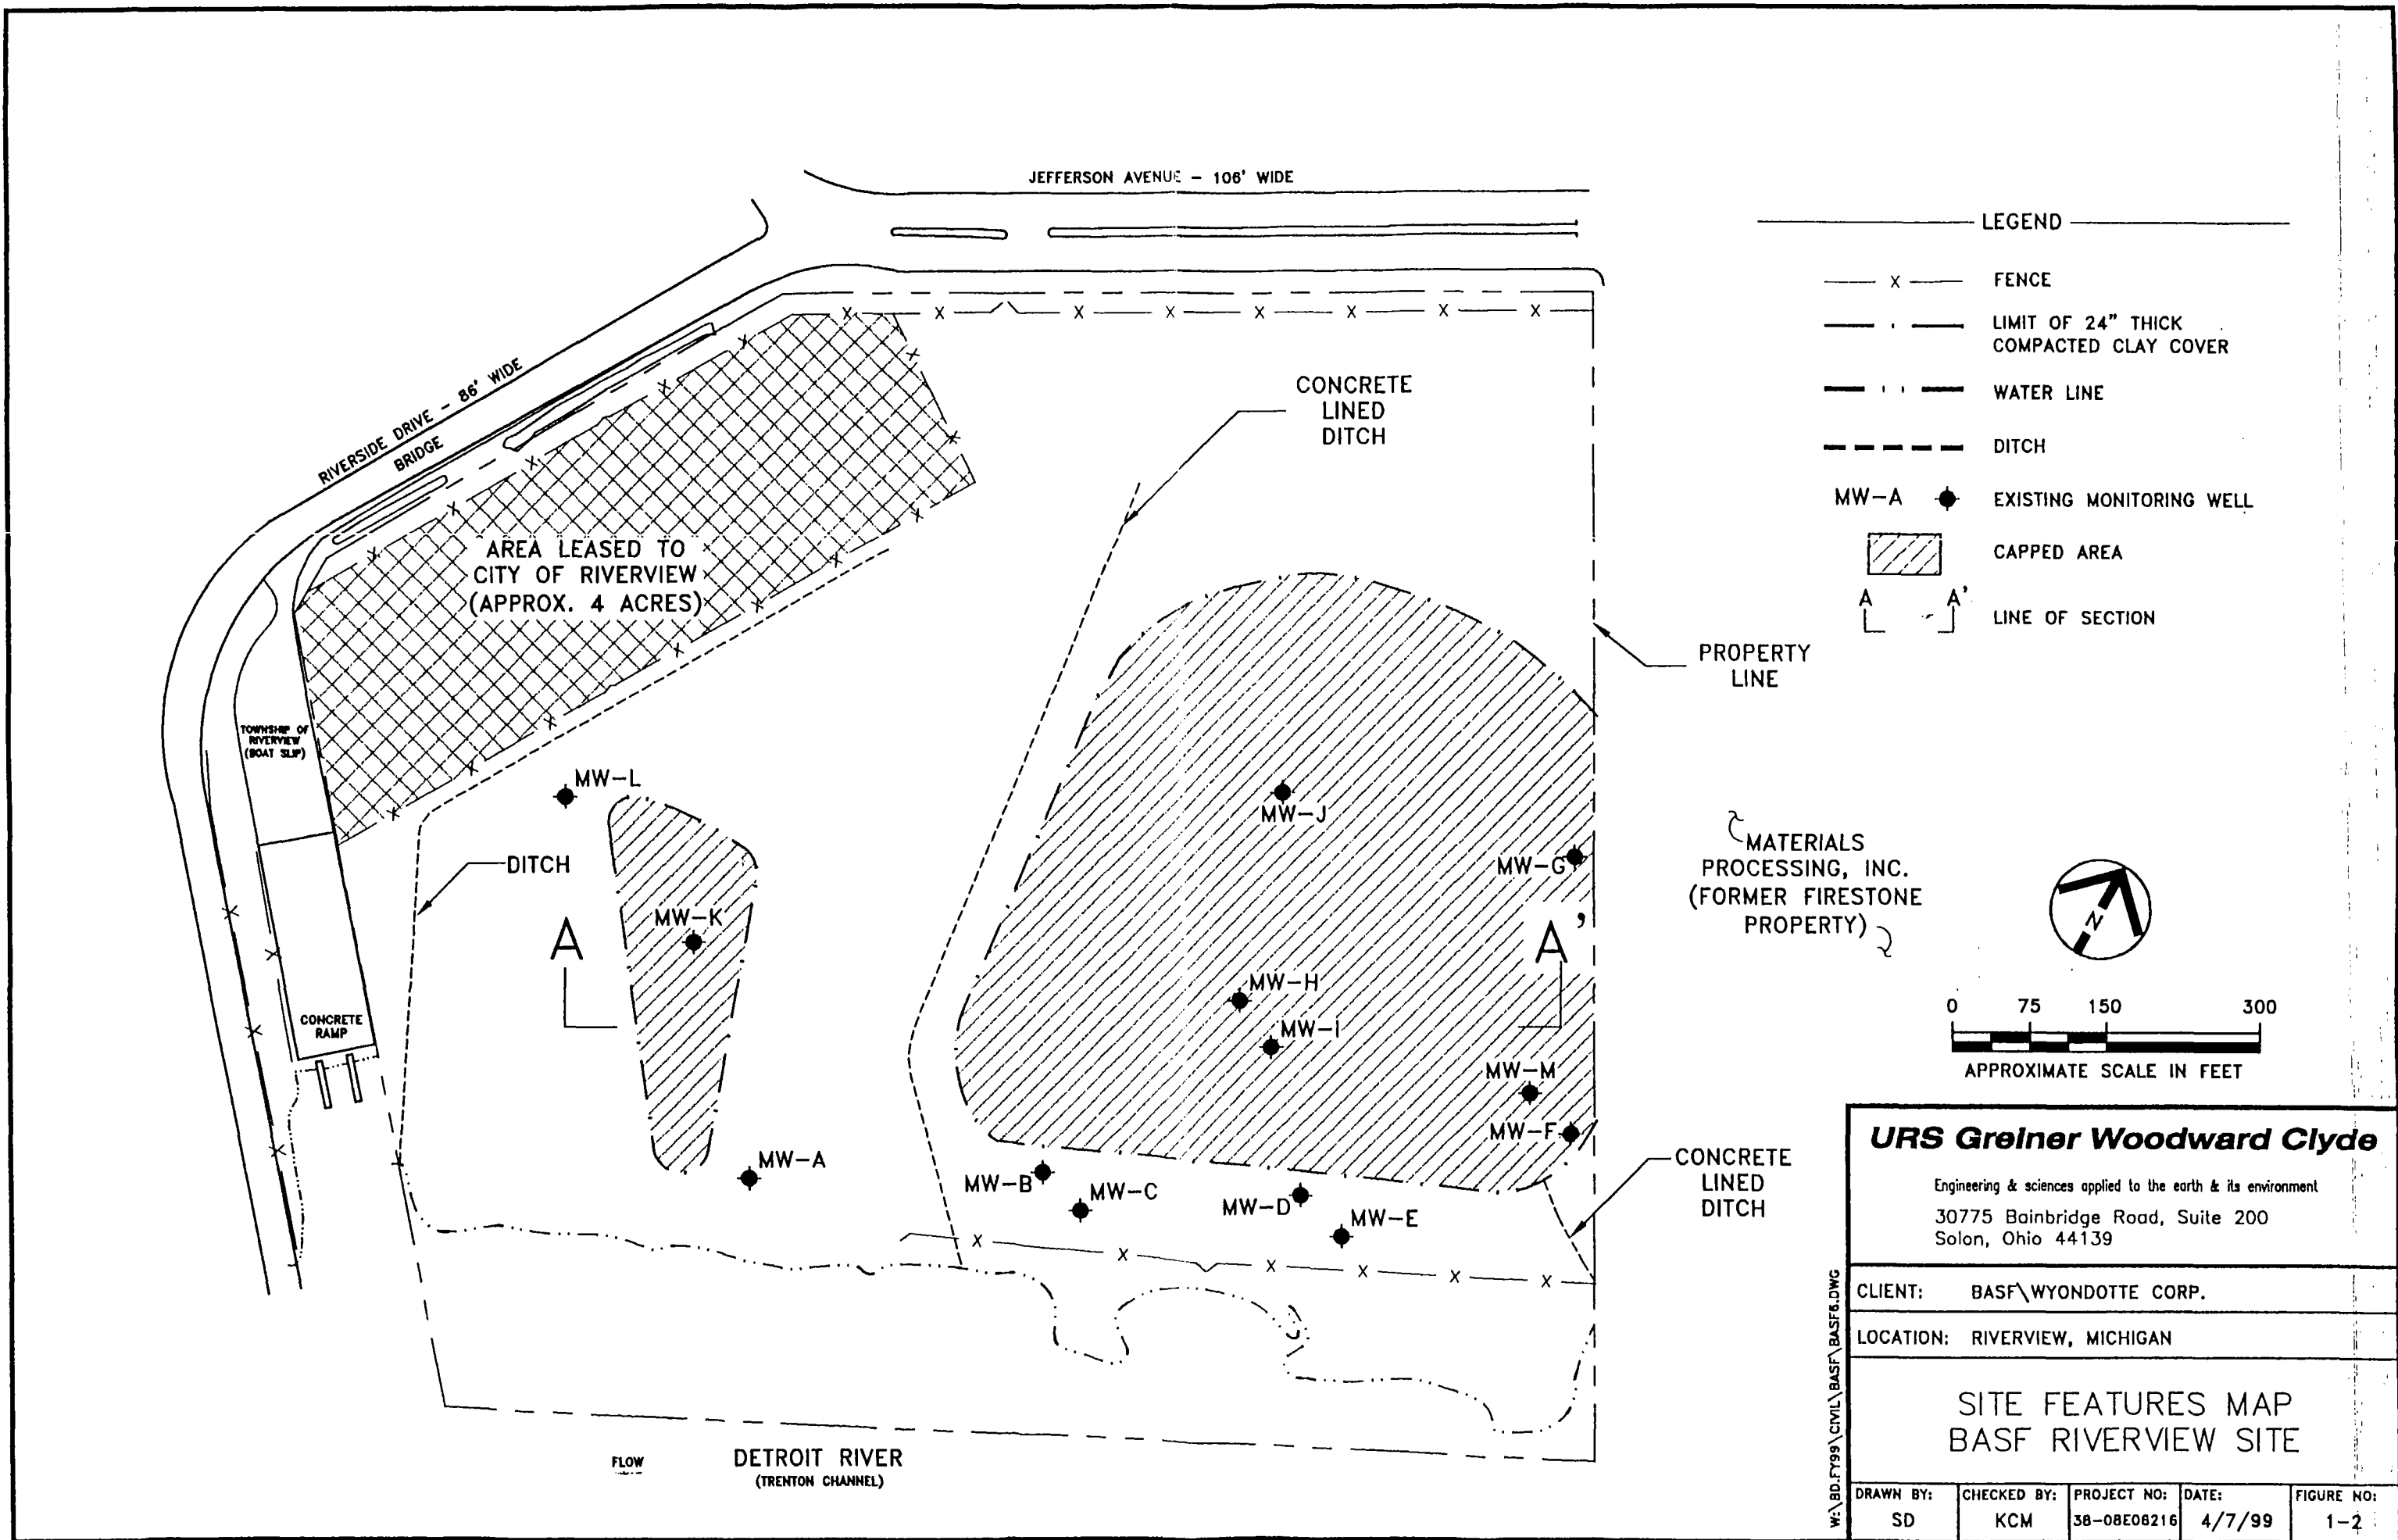 JEFFERSON AVENUE - 106' WIDE
RIVERSIDE DRIVE - 86' WIDE
BRIDGE
AREA LEASED TO
CITY OF RIVERVIEW
(APPROX. 4 ACRES)
TOWNSHIP OF
RIVERVIEW
(BOAT SLIP)
CONCRETE
RAMP
CONCRETE
LINED
DITCH
PROPERTY
LINE
DITCH
MW-L
MW-K
MW-A
A
A'
MW-J
MW-G
MW-H
MW-I
MW-M
MW-F
MW-B
MW-C
MW-D
MW-E
CONCRETE
LINED
DITCH
MATERIALS
PROCESSING, INC.
(FORMER FIRESTONE
PROPERTY)
FLOW
DETROIT RIVER
(TRENTON CHANNEL)
LEGEND
X FENCE
LIMIT OF 24" THICK
COMPACTED CLAY COVER
WATER LINE
DITCH
MW-A EXISTING MONITORING WELL
CAPPED AREA
A A'
LINE OF SECTION
N
0 75 150 300
APPROXIMATE SCALE IN FEET
URS Greiner Woodward Clyde
Engineering & sciences applied to the earth & its environment
30775 Bainbridge Road, Suite 200
Solon, Ohio 44139
CLIENT: BASF\WYONDOTTE CORP.
LOCATION: RIVERVIEW, MICHIGAN
SITE FEATURES MAP
BASF RIVERVIEW SITE
DRAWN BY: CHECKED BY: PROJECT NO: DATE: FIGURE NO:
SD KCM 38-08E06216 4/7/99 1-2
W:\BD.FY99\CIVIL\BASF\BASF6.DWG